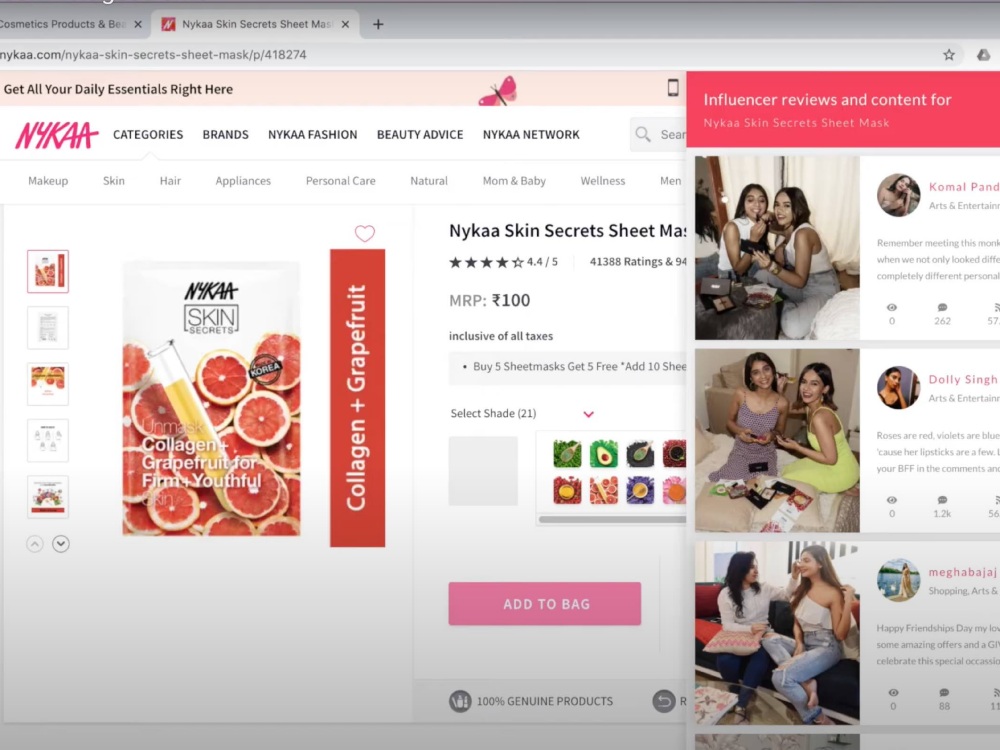 Cosmetics Products & Be
Nykaa Skin Secrets Sheet Mas
nykaa.com/nykaa-skin-secrets-sheet-mask/p/418274
Get All Your Daily Essentials Right Here
NYKAA
CATEGORIES
BRANDS
NYKAA FASHION
BEAUTY ADVICE
NYKAA NETWORK
Sear
Makeup
Skin
Hair
Appliances
Personal Care
Natural
Mom & Baby
Wellness
Men
NYKAA
SKIN
SECRETS
KOREA
Unmask
Collagen+
Grapefruit for
Firm+Youthful
Skin
Collagen + Grapefruit
Nykaa Skin Secrets Sheet Mas
4.4 / 5
41388 Ratings & 94
MRP: ₹100
inclusive of all taxes
• Buy 5 Sheetmasks Get 5 Free *Add 10 Shee
Select Shade (21)
ADD TO BAG
100% GENUINE PRODUCTS
R
Influencer reviews and content for
Nykaa Skin Secrets Sheet Mask
Komal Pand
Arts & Entertainm
Remember meeting this monk
when we not only looked diffe
completely different personal
0
262
57.
Dolly Singh
Arts & Entertainm
Roses are red, violets are blue
'cause her lipsticks are a few. L
your BFF in the comments and
0
1.2k
56
meghabajaj
Shopping, Arts &
Happy Friendships Day my lov
some amazing offers and a GI
celebrate this special occassio
0
88
11